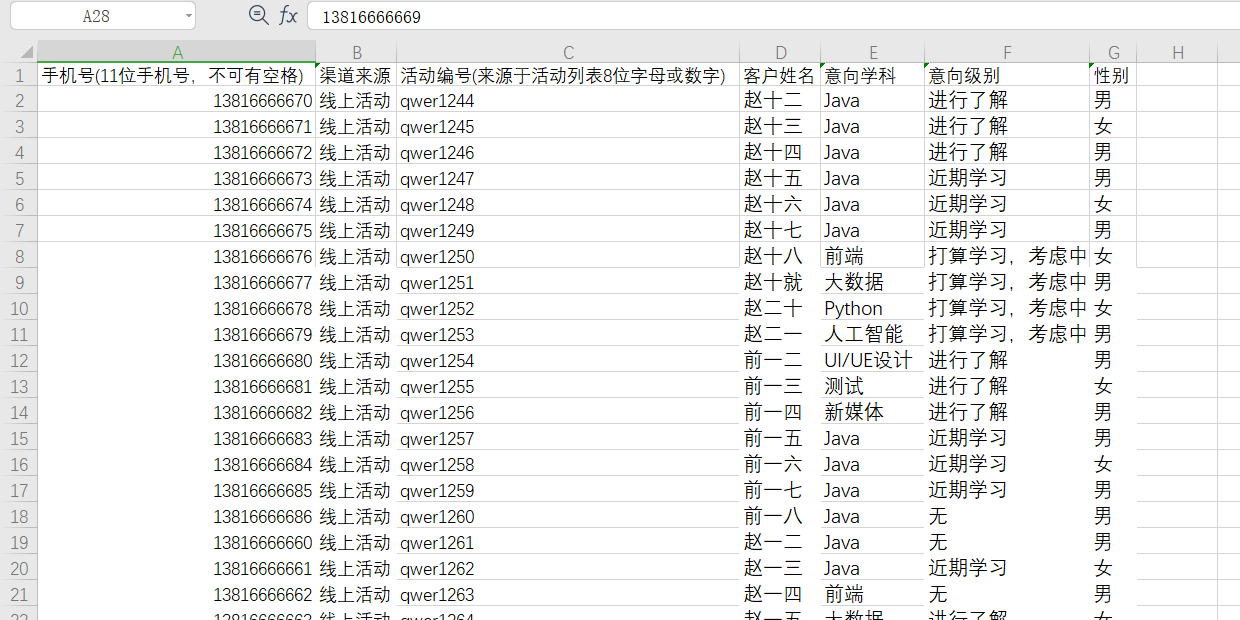 A28 fx 13816666669
A B C D E F G H
1 手机号(11位手机号，不可有空格) 渠道来源 活动编号(来源于活动列表8位字母或数字) 客户姓名 意向学科 意向级别 性别
2 13816666670 线上活动 qwer1244 赵十二 Java 进行了解 男
3 13816666671 线上活动 qwer1245 赵十三 Java 进行了解 女
4 13816666672 线上活动 qwer1246 赵十四 Java 进行了解 男
5 13816666673 线上活动 qwer1247 赵十五 Java 近期学习 男
6 13816666674 线上活动 qwer1248 赵十六 Java 近期学习 女
7 13816666675 线上活动 qwer1249 赵十七 Java 近期学习 男
8 13816666676 线上活动 qwer1250 赵十八 前端 打算学习，考虑中 女
9 13816666677 线上活动 qwer1251 赵十就 大数据 打算学习，考虑中 男
10 13816666678 线上活动 qwer1252 赵二十 Python 打算学习，考虑中 女
11 13816666679 线上活动 qwer1253 赵二一 人工智能 打算学习，考虑中 男
12 13816666680 线上活动 qwer1254 前一二 UI/UE设计 进行了解 男
13 13816666681 线上活动 qwer1255 前一三 测试 进行了解 女
14 13816666682 线上活动 qwer1256 前一四 新媒体 进行了解 男
15 13816666683 线上活动 qwer1257 前一五 Java 近期学习 男
16 13816666684 线上活动 qwer1258 前一六 Java 近期学习 女
17 13816666685 线上活动 qwer1259 前一七 Java 近期学习 男
18 13816666686 线上活动 qwer1260 前一八 Java 无 男
19 13816666660 线上活动 qwer1261 赵一二 Java 无 男
20 13816666661 线上活动 qwer1262 赵一三 Java 近期学习 女
21 13816666662 线上活动 qwer1263 赵一四 前端 无 男
22 13816666663 线上活动 qwer1264 赵一五 大数据 进行了解 女